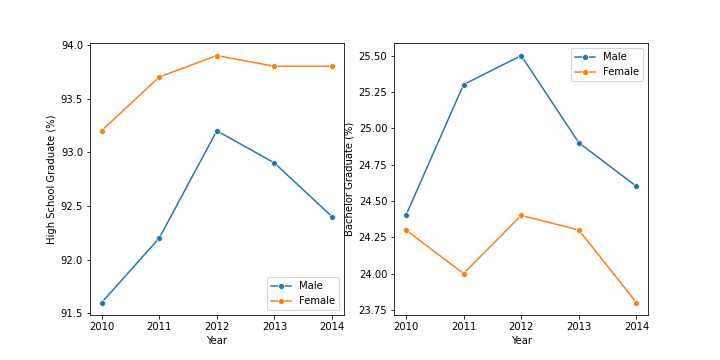 High School Graduate (%)
94.0
93.5
93.0
92.5
92.0
91.5
2010 2011 2012 2013 2014
Year
Male
Female
Bachelor Graduate (%)
25.50
25.25
25.00
24.75
24.50
24.25
24.00
23.75
2010 2011 2012 2013 2014
Year
Male
Female